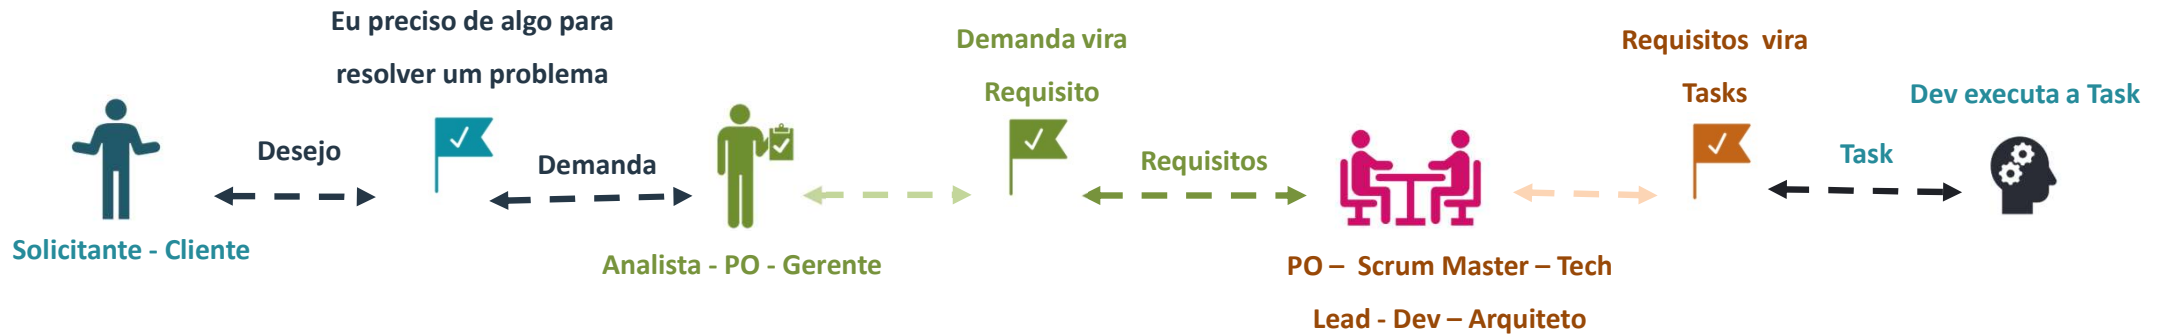 Eu preciso de algo para
resolver um problema
Demanda vira
Requisito
Requisitos  vira
Tasks
Dev executa a Task
Desejo
Demanda
Requisitos
Task
Solicitante - Cliente
Analista - PO - Gerente
PO –  Scrum Master – Tech
Lead - Dev – Arquiteto